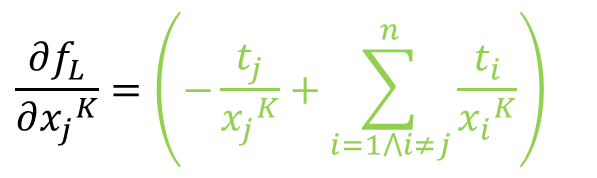 ∂f_L/∂x_j^K = ( − t_j/x_j^K + ∑_{i=1⋀i≠j}^{n} t_i/x_i^K )